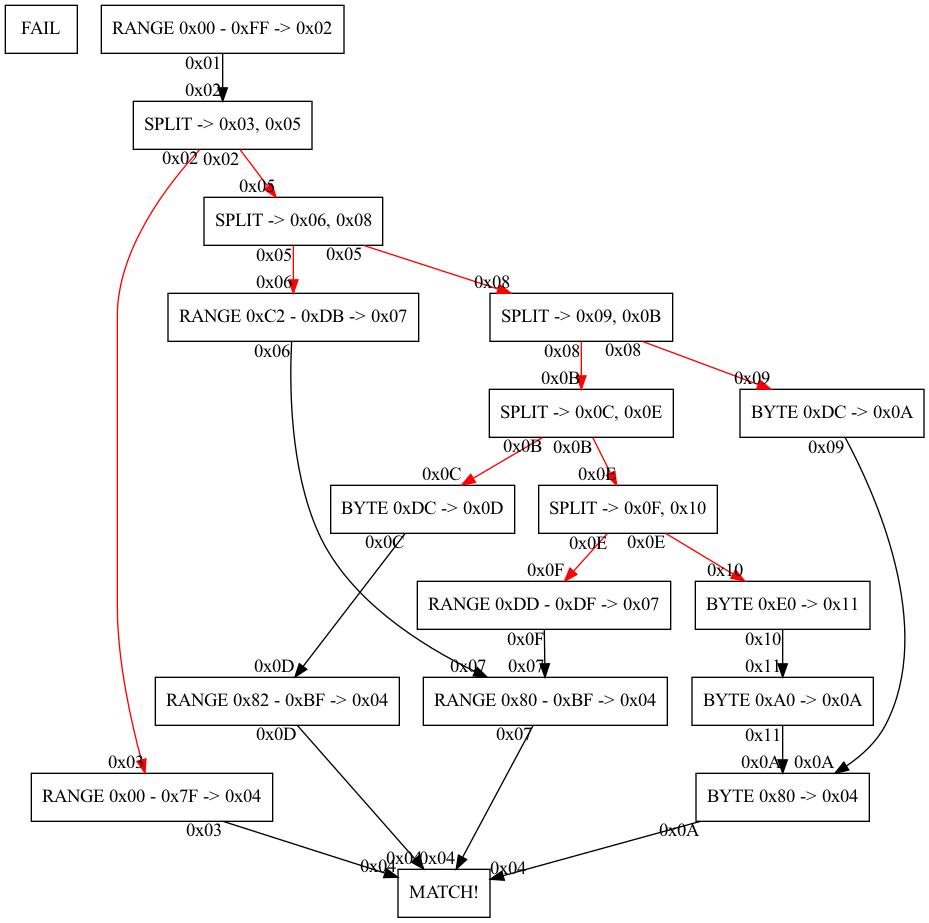 FAIL
RANGE 0x00 - 0xFF -> 0x02
0x01
0x02
SPLIT -> 0x03, 0x05
0x02
0x02
0x05
SPLIT -> 0x06, 0x08
0x05
0x05
0x06
0x08
RANGE 0xC2 - 0xDB -> 0x07
SPLIT -> 0x09, 0x0B
0x06
0x08
0x08
0x0B
0x09
SPLIT -> 0x0C, 0x0E
BYTE 0xDC -> 0x0A
0x0B
0x0B
0x09
0x0C
0x0E
BYTE 0xDC -> 0x0D
SPLIT -> 0x0F, 0x10
0x0C
0x0E
0x0E
0x0F
0x10
RANGE 0xDD - 0xDF -> 0x07
BYTE 0xE0 -> 0x11
0x0F
0x10
0x0D
0x07
0x07
0x11
RANGE 0x82 - 0xBF -> 0x04
RANGE 0x80 - 0xBF -> 0x04
BYTE 0xA0 -> 0x0A
0x0D
0x07
0x11
0x03
0x0A
0x0A
RANGE 0x00 - 0x7F -> 0x04
BYTE 0x80 -> 0x04
0x03
0x0A
0x04
0x04
0x04
0x04
MATCH!